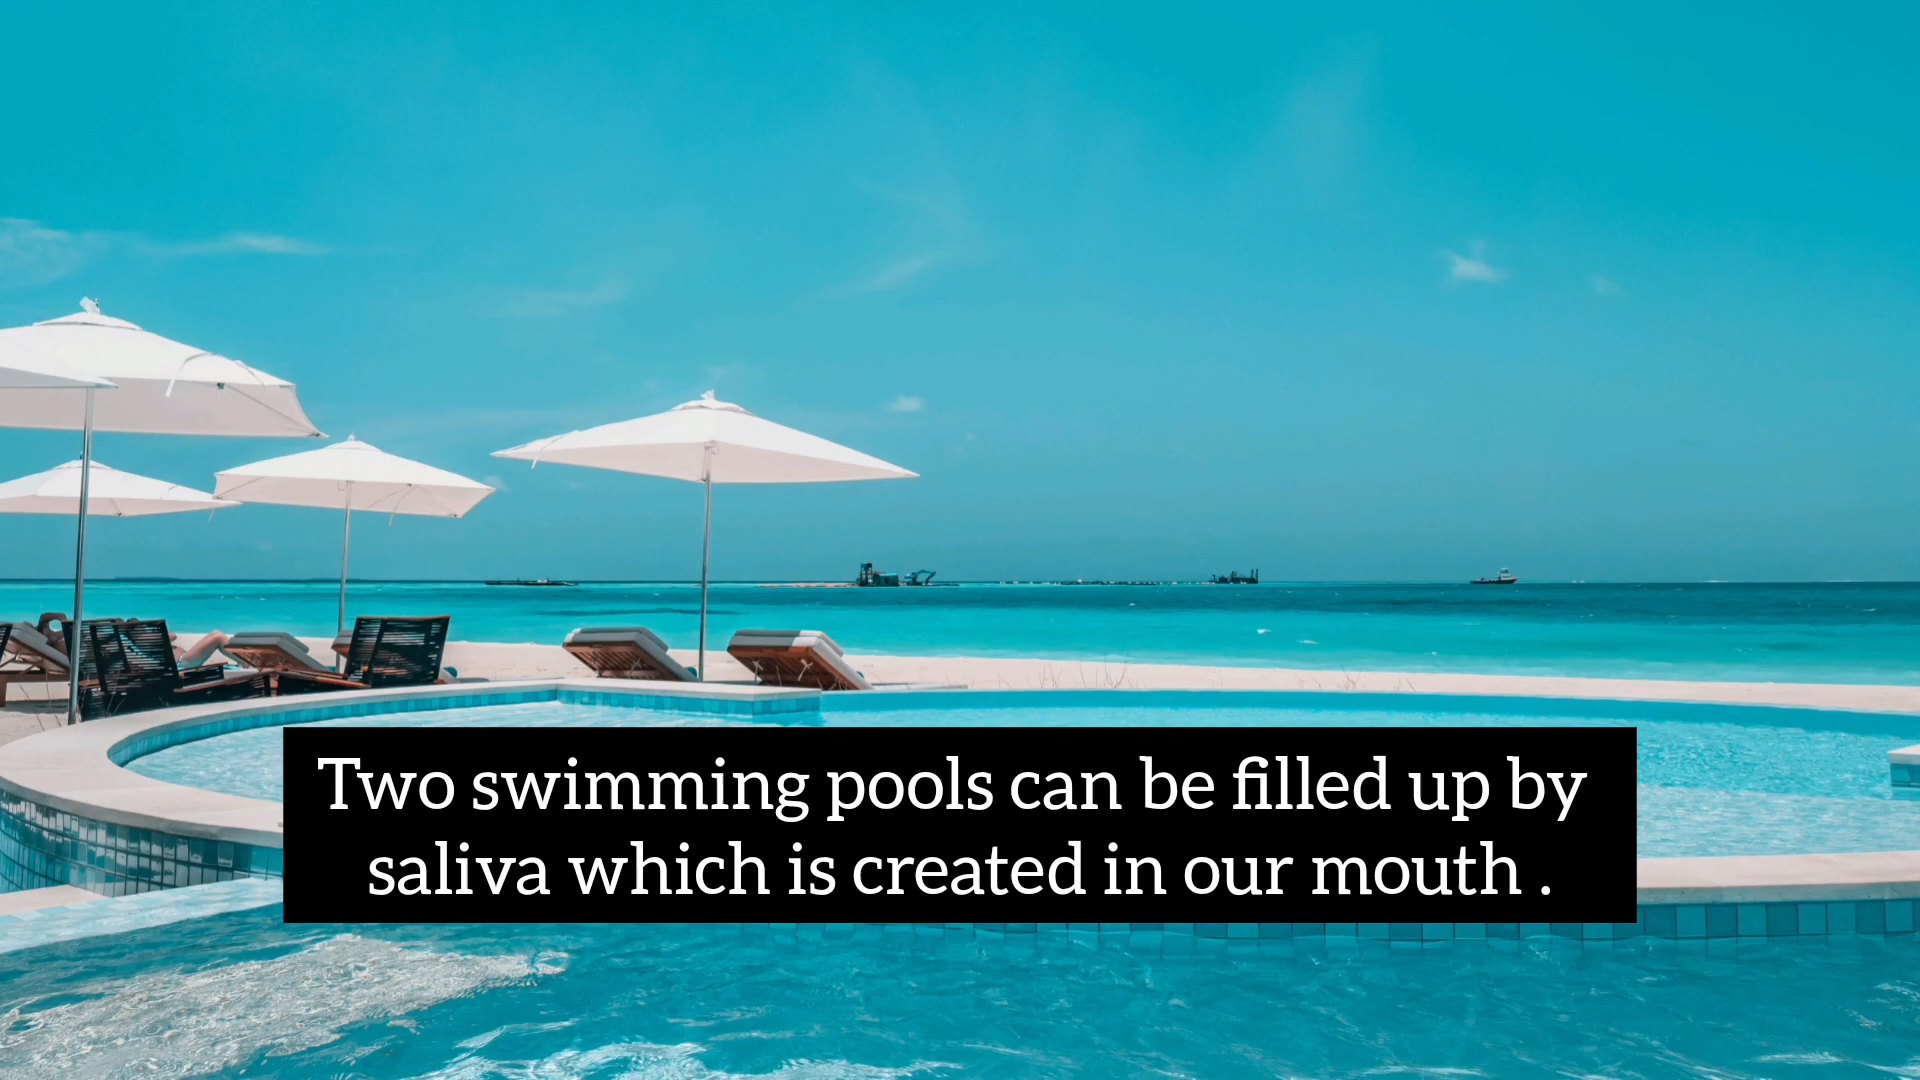 Two swimming pools can be filled up by
saliva which is created in our mouth .